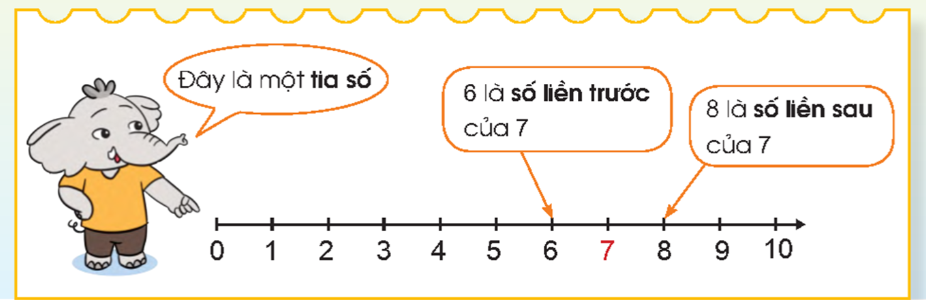 Đây là một tia số
6 là số liền trước
của 7
8 là số liền sau
của 7
0 1 2 3 4 5 6 7 8 9 10